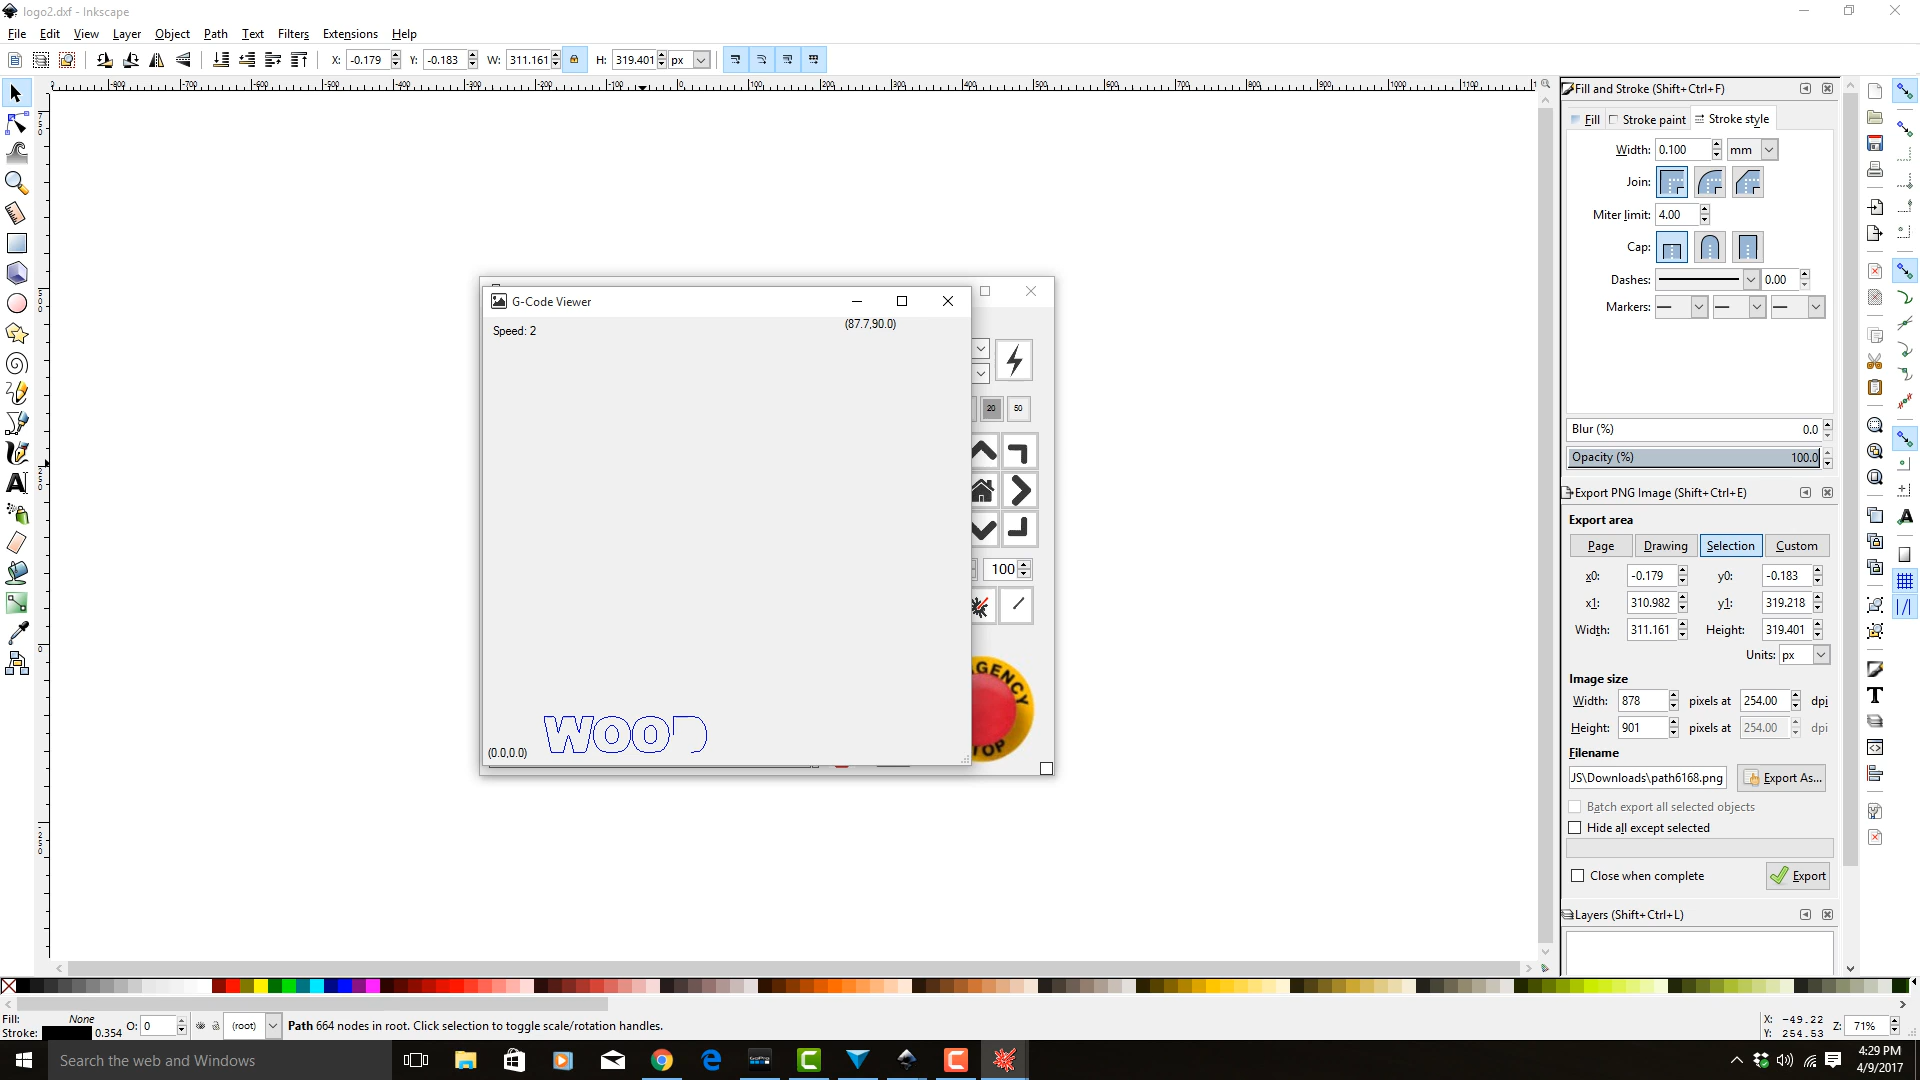 logo2.dxf - Inkscape
File Edit View Layer Object Path Text Filters Extensions Help
X: -0.179 Y: -0.183 W: 311.161 H: 319.401 px
Fill and Stroke (Shift+Ctrl+F)
Fill Stroke paint Stroke style
Width: 0.100 mm
Join:
Miter limit: 4.00
Cap:
Dashes: 0.00
Markers:
Blur (%) 0.0
Opacity (%) 100.0
G-Code Viewer
Speed: 2
(87.7,90.0)
20 50
100
WOOD
(0.0,0.0)
Export PNG Image (Shift+Ctrl+E)
Export area
Page Drawing Selection Custom
x0: -0.179 y0: -0.183
x1: 310.982 y1: 319.218
Width: 311.161 Height: 319.401
Units: px
Image size
Width: 878 pixels at 254.00 dpi
Height: 901 pixels at 254.00 dpi
Filename
JS\Downloads\path6168.png Export As...
Batch export all selected objects
Hide all except selected
Close when complete Export
Layers (Shift+Ctrl+L)
Fill: None
Stroke: 0.354 O: 0 (root) Path 664 nodes in root. Click selection to toggle scale/rotation handles.
X: -49.22
Y: 254.53
Z: 71%
Search the web and Windows
4:29 PM
4/9/2017